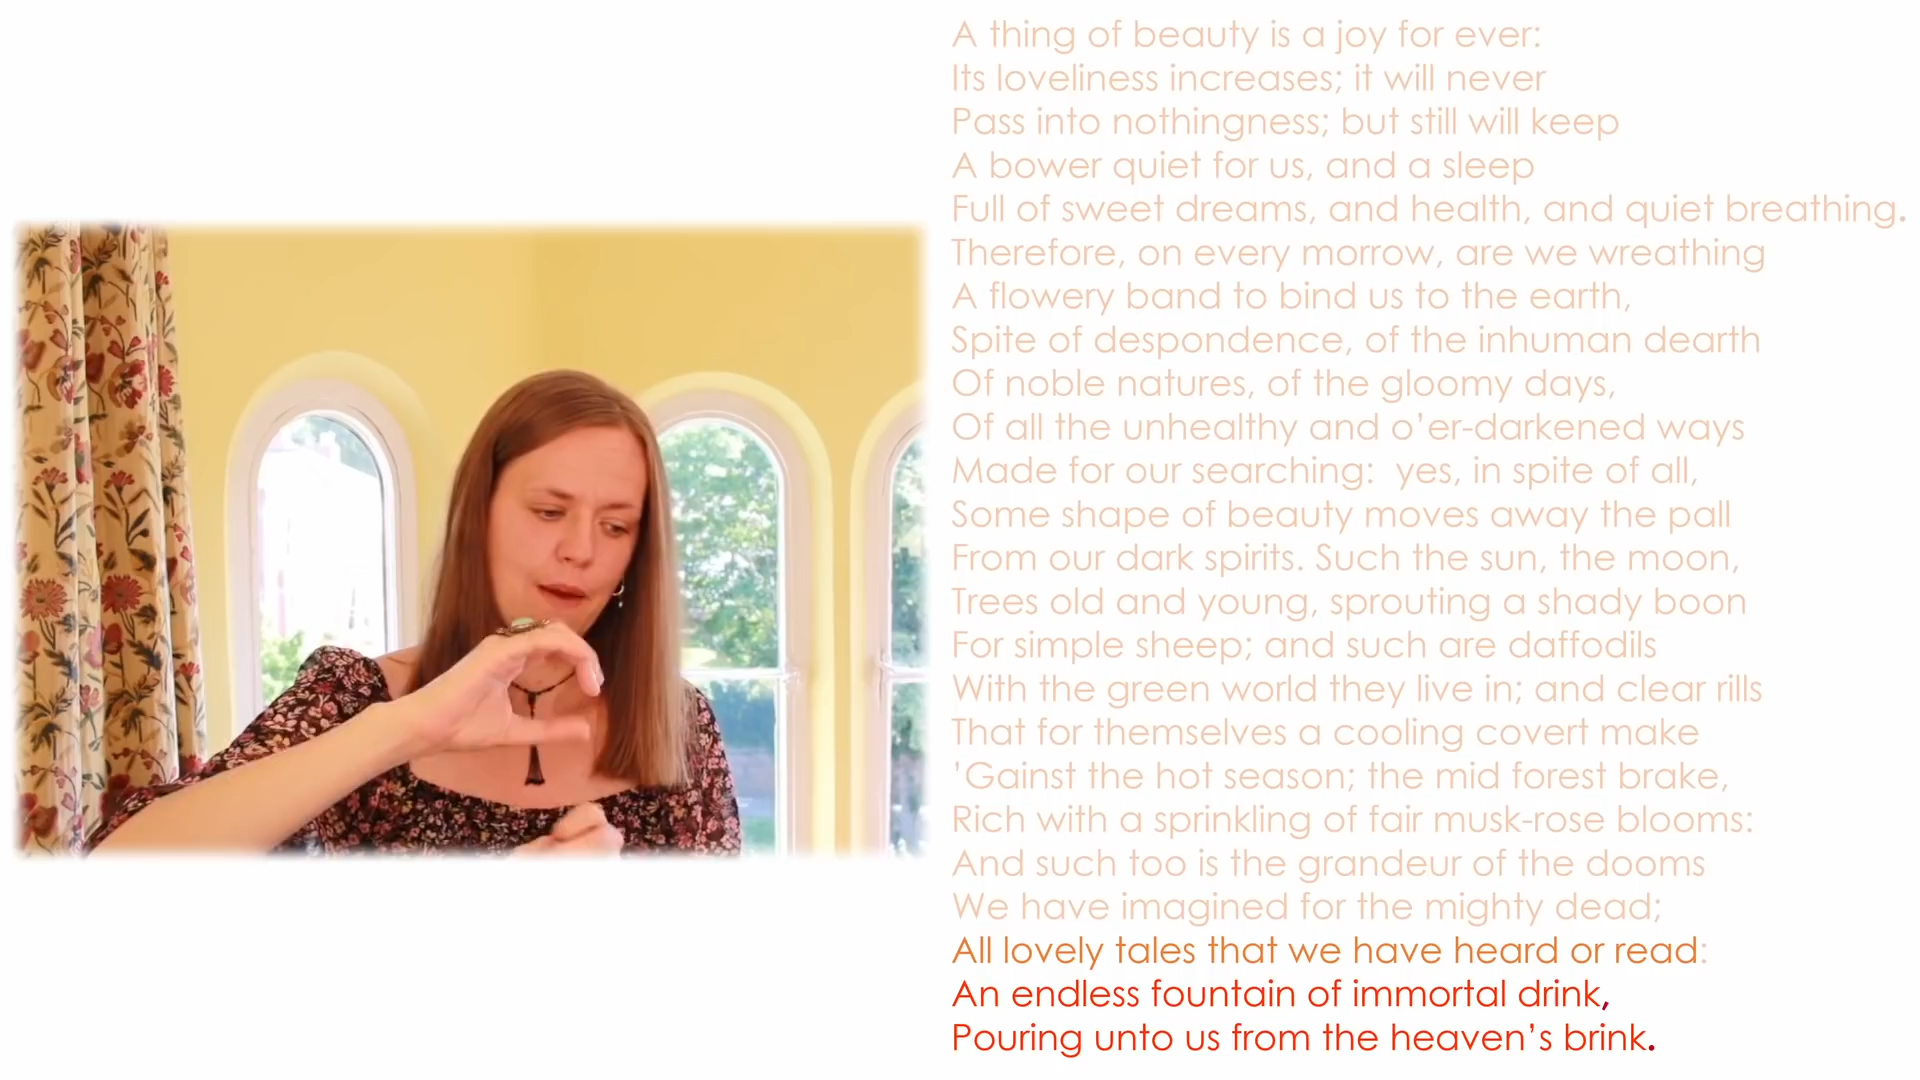 A thing of beauty is a joy for ever:
Its loveliness increases; it will never
Pass into nothingness; but still will keep
A bower quiet for us, and a sleep
Full of sweet dreams, and health, and quiet breathing.
Therefore, on every morrow, are we wreathing
A flowery band to bind us to the earth,
Spite of despondence, of the inhuman dearth
Of noble natures, of the gloomy days,
Of all the unhealthy and o’er-darkened ways
Made for our searching:  yes, in spite of all,
Some shape of beauty moves away the pall
From our dark spirits. Such the sun, the moon,
Trees old and young, sprouting a shady boon
For simple sheep; and such are daffodils
With the green world they live in; and clear rills
That for themselves a cooling covert make
’Gainst the hot season; the mid forest brake,
Rich with a sprinkling of fair musk-rose blooms:
And such too is the grandeur of the dooms
We have imagined for the mighty dead;
All lovely tales that we have heard or read:
An endless fountain of immortal drink,
Pouring unto us from the heaven’s brink.